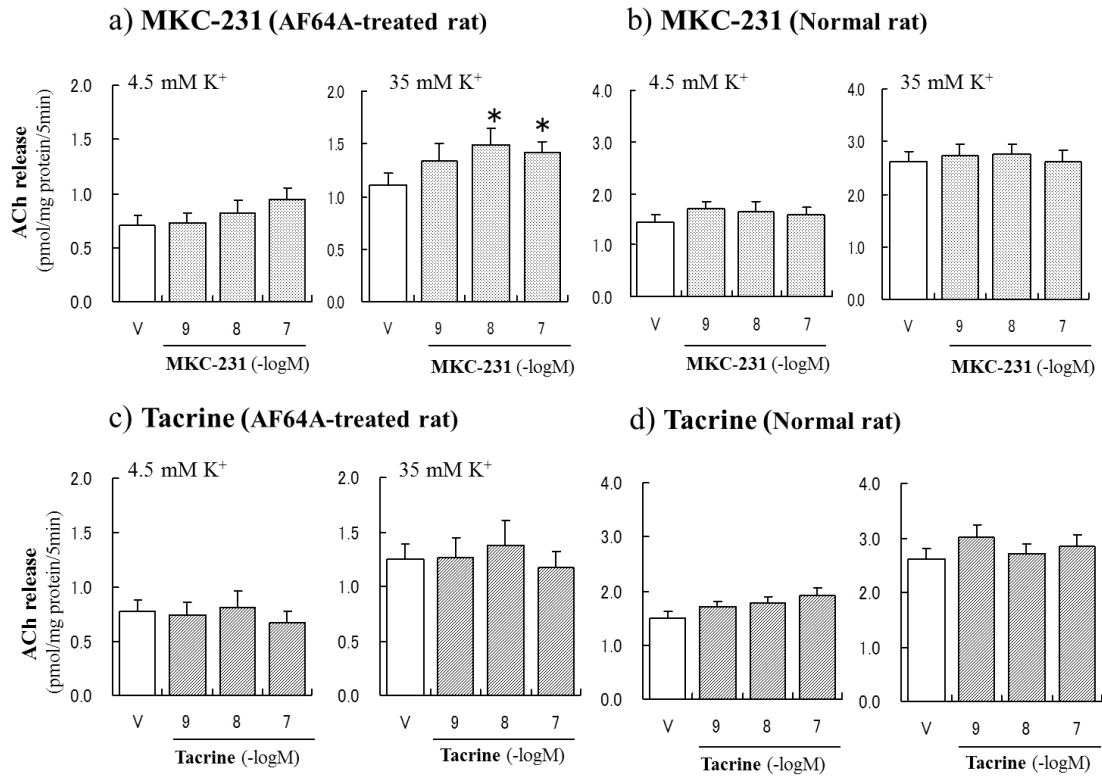 a) MKC-231 (AF64A-treated rat)
b) MKC-231 (Normal rat)
ACh release
(pmol/mg protein/5min)
4.5 mM K⁺
2.0
1.5
1.0
0.5
0.0
V 9 8 7
MKC-231 (-logM)
35 mM K⁺
2.0
1.5
1.0
0.5
0.0
* *
V 9 8 7
MKC-231 (-logM)
4.5 mM K⁺
4.0
3.0
2.0
1.0
0.0
V 9 8 7
MKC-231 (-logM)
35 mM K⁺
4.0
3.0
2.0
1.0
0.0
V 9 8 7
MKC-231 (-logM)
c) Tacrine (AF64A-treated rat)
d) Tacrine (Normal rat)
ACh release
(pmol/mg protein/5min)
4.5 mM K⁺
2.0
1.5
1.0
0.5
0.0
V 9 8 7
Tacrine (-logM)
35 mM K⁺
2.0
1.5
1.0
0.5
0.0
V 9 8 7
Tacrine (-logM)
4.0
3.0
2.0
1.0
0.0
V 9 8 7
Tacrine (-logM)
4.0
3.0
2.0
1.0
0.0
V 9 8 7
Tacrine (-logM)